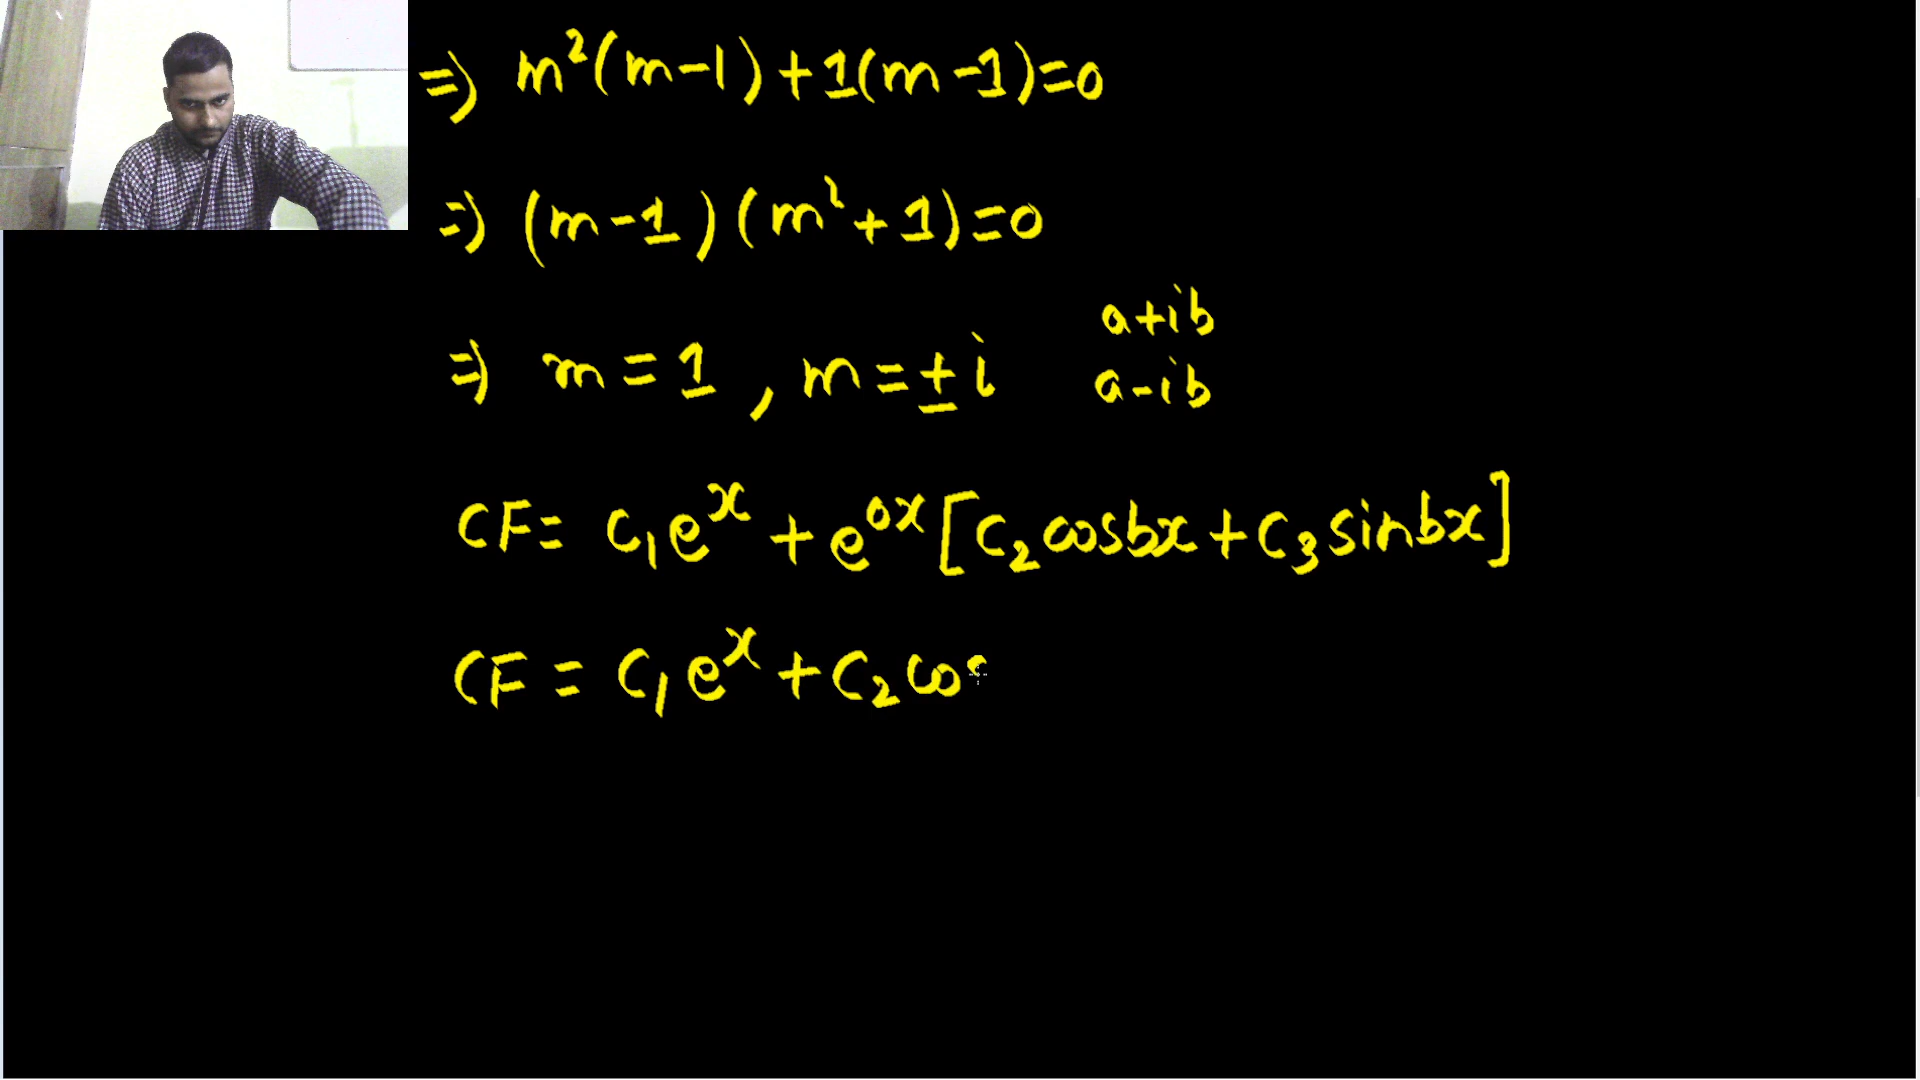 ⇒ m²(m-1)+1(m-1)=0
⇒ (m-1)(m²+1)=0
a+ib
⇒ m=1, m=±i
a-ib
CF= c₁eˣ+e⁰ˣ[c₂cosbx+c₃sinbx]
CF = c₁eˣ+c₂cos